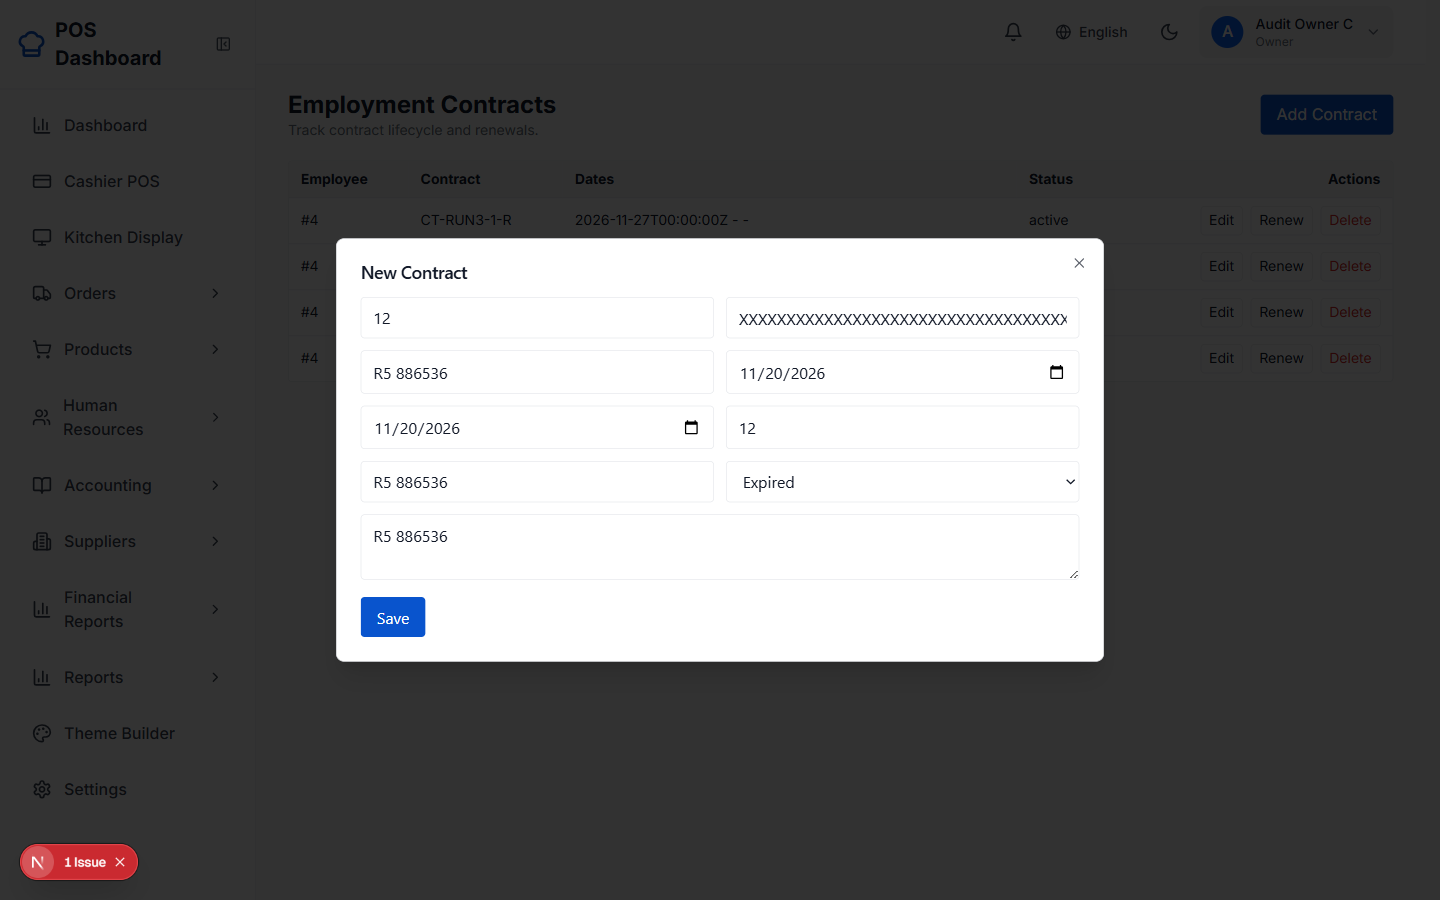 POS
Dashboard
English
A
Audit Owner C
Owner
Dashboard
Cashier POS
Kitchen Display
Orders
Products
Human
Resources
Accounting
Suppliers
Financial
Reports
Reports
Theme Builder
Settings
N
1 Issue
Employment Contracts
Track contract lifecycle and renewals.
Add Contract
Employee Contract Dates Status Actions
#4 CT-RUN3-1-R 2026-11-27T00:00:00Z - - active Edit Renew Delete
#4 Edit Renew Delete
#4 Edit Renew Delete
#4 Edit Renew Delete
New Contract
12
R5 886536 11/20/2026
11/20/2026 12
R5 886536 Expired
R5 886536
Save